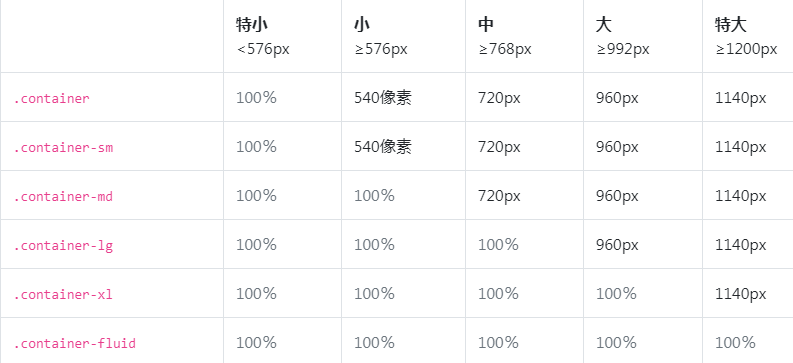 特小 小 中 大 特大
<576px ≥576px ≥768px ≥992px ≥1200px
.container 100% 540像素 720px 960px 1140px
.container-sm 100% 540像素 720px 960px 1140px
.container-md 100% 100% 720px 960px 1140px
.container-lg 100% 100% 100% 960px 1140px
.container-xl 100% 100% 100% 100% 1140px
.container-fluid 100% 100% 100% 100% 100%